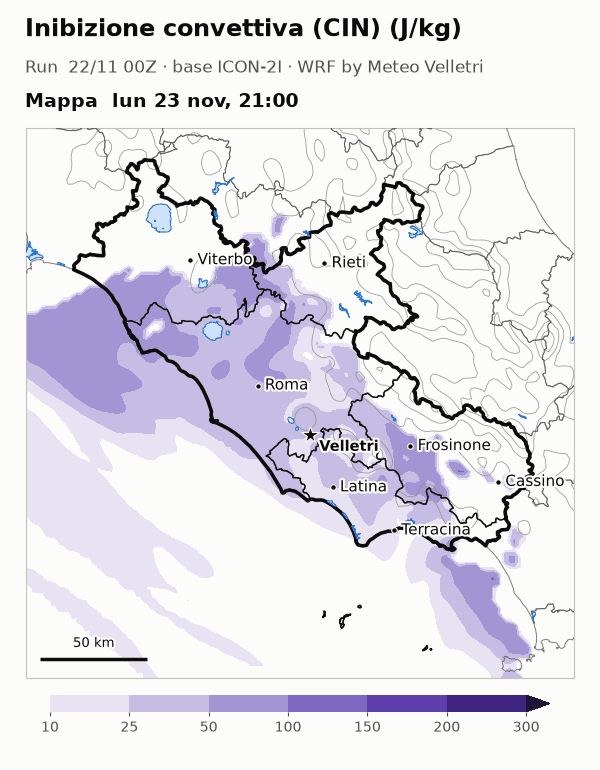 Inibizione convettiva (CIN) (J/kg)
Run  22/11 00Z · base ICON-2I · WRF by Meteo Velletri
Mappa  lun 23 nov, 21:00
Viterbo
Rieti
Roma
Velletri
Frosinone
Cassino
Latina
Terracina
50 km
10 25 50 100 150 200 300